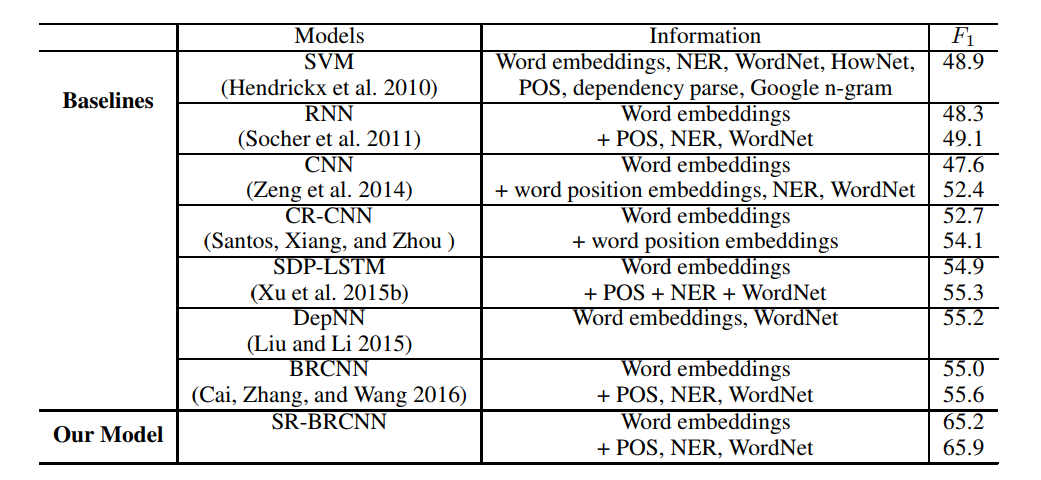 Models Information F1
Baselines
SVM Word embeddings, NER, WordNet, HowNet, 48.9
(Hendrickx et al. 2010) POS, dependency parse, Google n-gram
RNN Word embeddings 48.3
(Socher et al. 2011) + POS, NER, WordNet 49.1
CNN Word embeddings 47.6
(Zeng et al. 2014) + word position embeddings, NER, WordNet 52.4
CR-CNN Word embeddings 52.7
(Santos, Xiang, and Zhou ) + word position embeddings 54.1
SDP-LSTM Word embeddings 54.9
(Xu et al. 2015b) + POS + NER + WordNet 55.3
DepNN Word embeddings, WordNet 55.2
(Liu and Li 2015)
BRCNN Word embeddings 55.0
(Cai, Zhang, and Wang 2016) + POS, NER, WordNet 55.6
Our Model
SR-BRCNN Word embeddings 65.2
+ POS, NER, WordNet 65.9